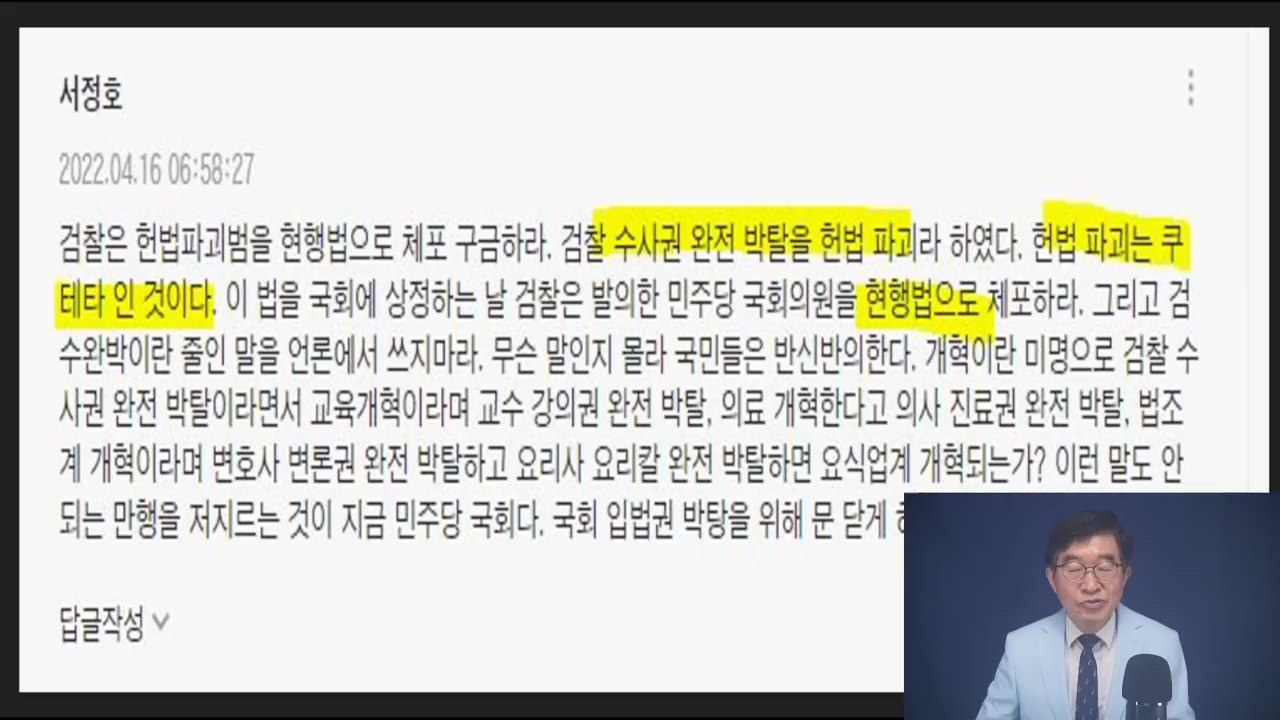 서정호
2022.04.16 06:58:27
검찰은 헌법파괴범을 현행법으로 체포 구금하라. 검찰 수사권 완전 박탈을 헌법 파괴라 하였다. 헌법 파괴는 쿠
테타 인 것이다. 이 법을 국회에 상정하는 날 검찰은 발의한 민주당 국회의원을 현행법으로 체포하라. 그리고 검
수완박이란 줄인 말을 언론에서 쓰지마라. 무슨 말인지 몰라 국민들은 반신반의한다. 개혁이란 미명으로 검찰 수
사권 완전 박탈이라면서 교육개혁이라며 교수 강의권 완전 박탈, 의료 개혁한다고 의사 진료권 완전 박탈, 법조
계 개혁이라며 변호사 변론권 완전 박탈하고 요리사 요리칼 완전 박탈하면 요식업계 개혁되는가? 이런 말도 안
되는 만행을 저지르는 것이 지금 민주당 국회다. 국회 입법권 박탕을 위해 문 닫게
답글작성